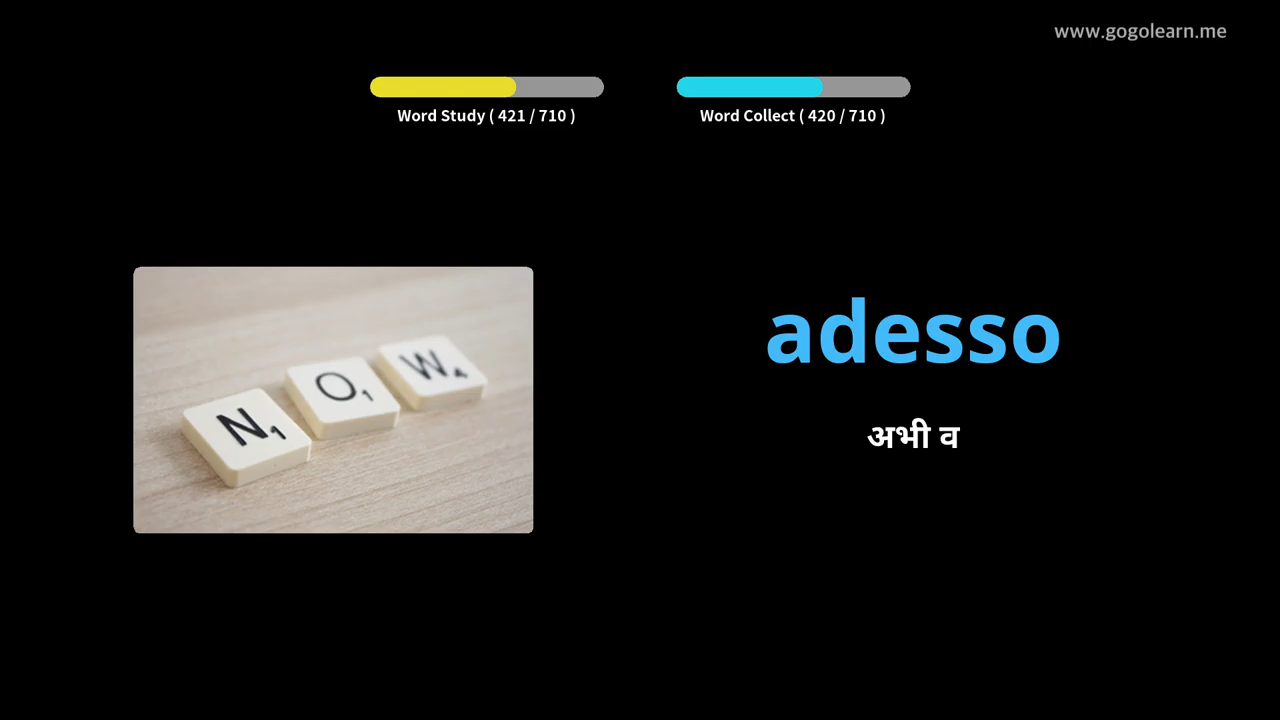 www.gogolearn.me
Word Study ( 421 / 710 )
Word Collect ( 420 / 710 )
N1 O1 W4
adesso
अभी व